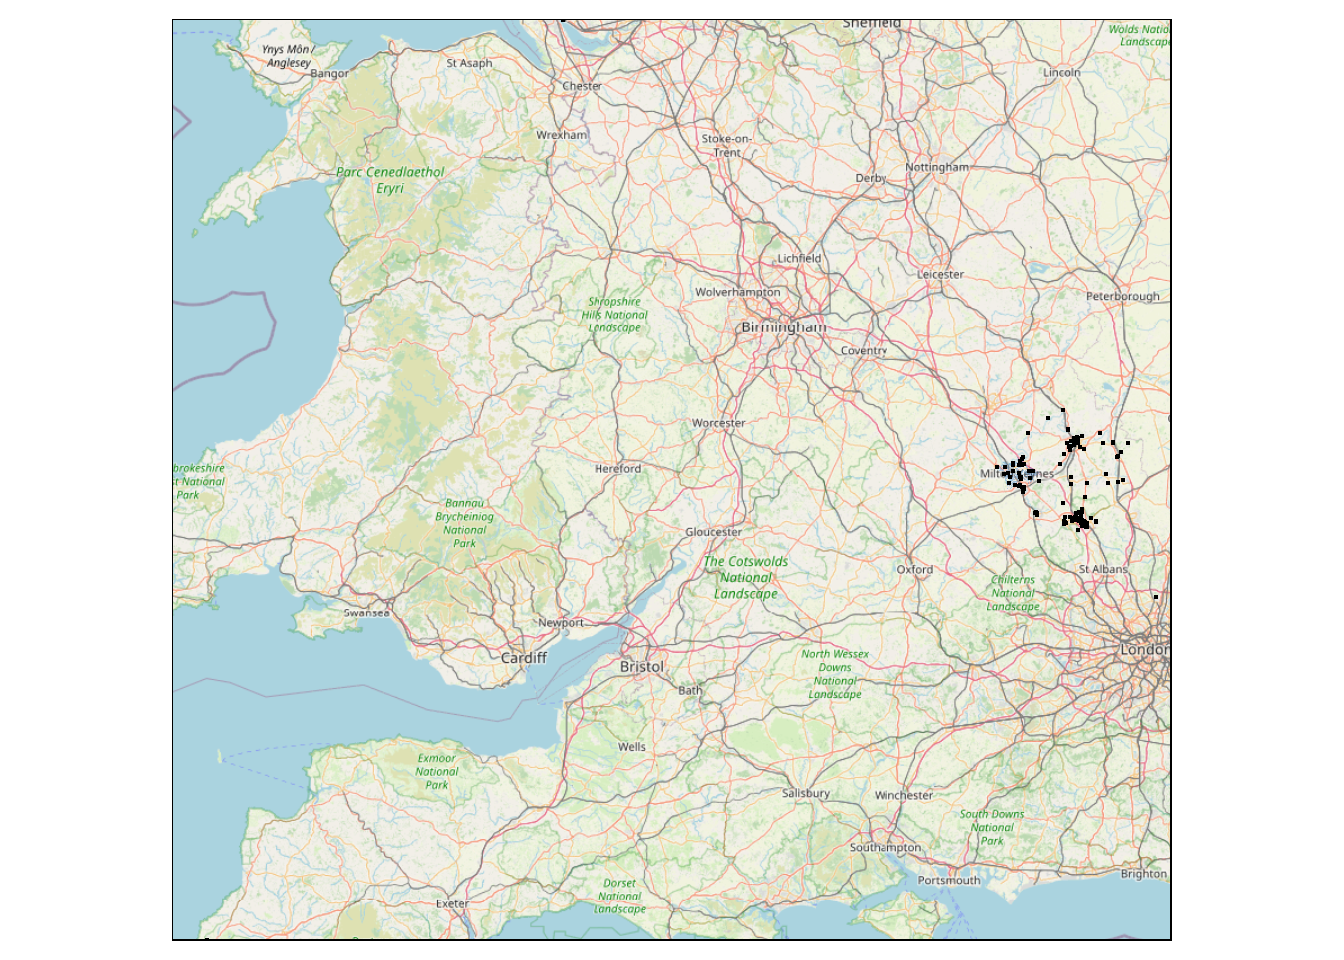 Sheffield
Wolds Natio
Landscape
Ynys Môn /
Anglesey
Bangor
St Asaph
Lincoln
Chester
Wrexham
Stoke-on-
Trent
Nottingham
Derby
Parc Cenedlaethol
Eryri
Lichfield
Leicester
Wolverhampton
Peterborough
Shropshire
Hills National
Landscape
Birmingham
Coventry
Worcester
Hereford
brokeshire
st National
Park
Milton Keynes
Bannau
Brycheiniog
National
Park
Gloucester
The Cotswolds
National
Landscape
Oxford
St Albans
Chilterns
National
Landscape
Swansea
Newport
Cardiff
Bristol
London
North Wessex
Downs
National
Landscape
Bath
Wells
Exmoor
National
Park
Salisbury
Winchester
South Downs
National
Park
Southampton
Portsmouth
Brighton
Dorset
National
Landscape
Exeter